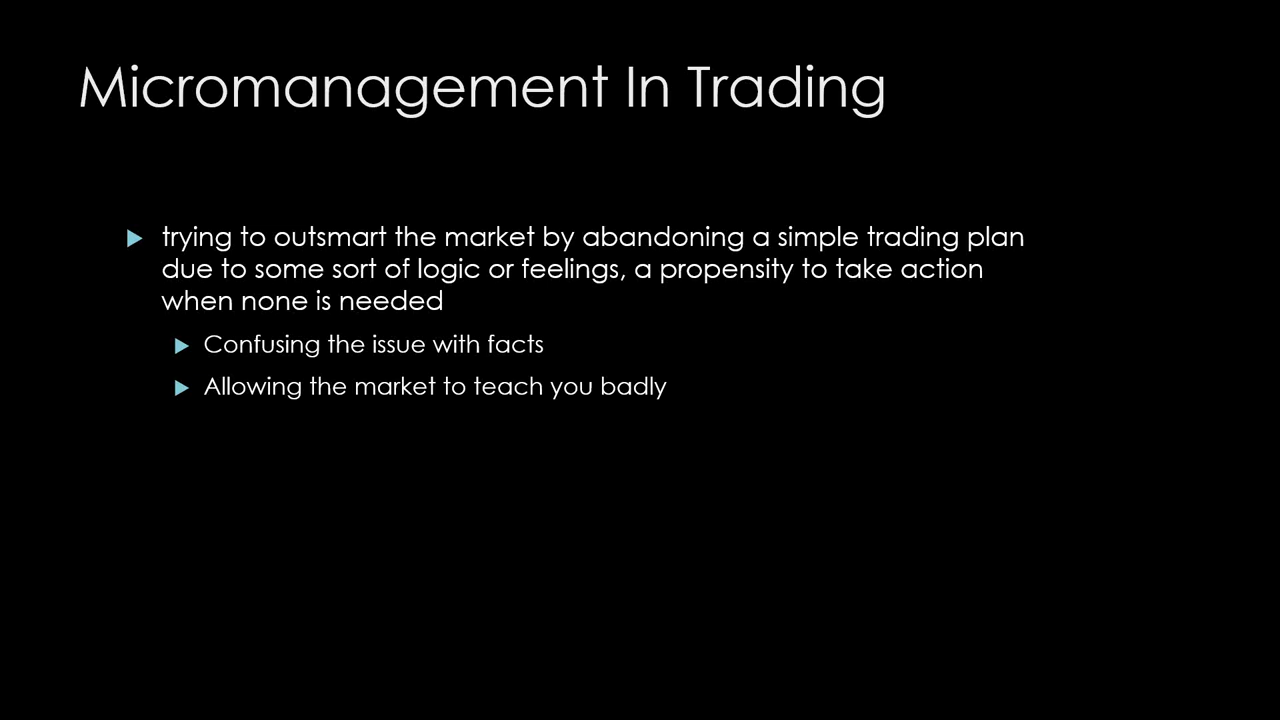 Micromanagement In Trading
trying to outsmart the market by abandoning a simple trading plan
due to some sort of logic or feelings, a propensity to take action
when none is needed
Confusing the issue with facts
Allowing the market to teach you badly